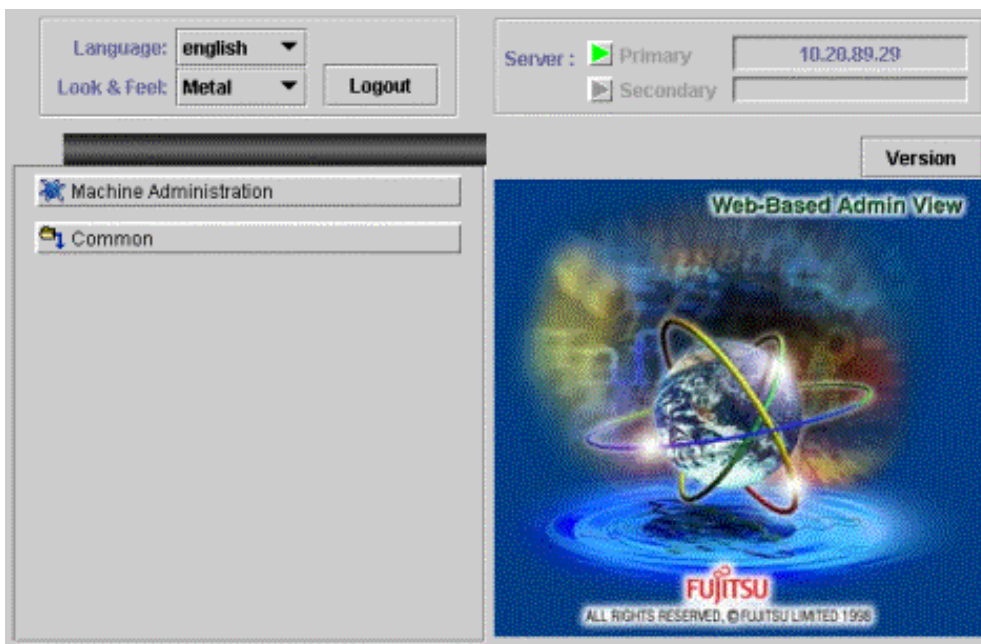 Language: english
Look & Feel: Metal
Logout
Server : Primary 10.20.89.29
Secondary
Version
Machine Administration
Common
Web-Based Admin View
FUJITSU
ALL RIGHTS RESERVED, © FUJITSU LIMITED 1998